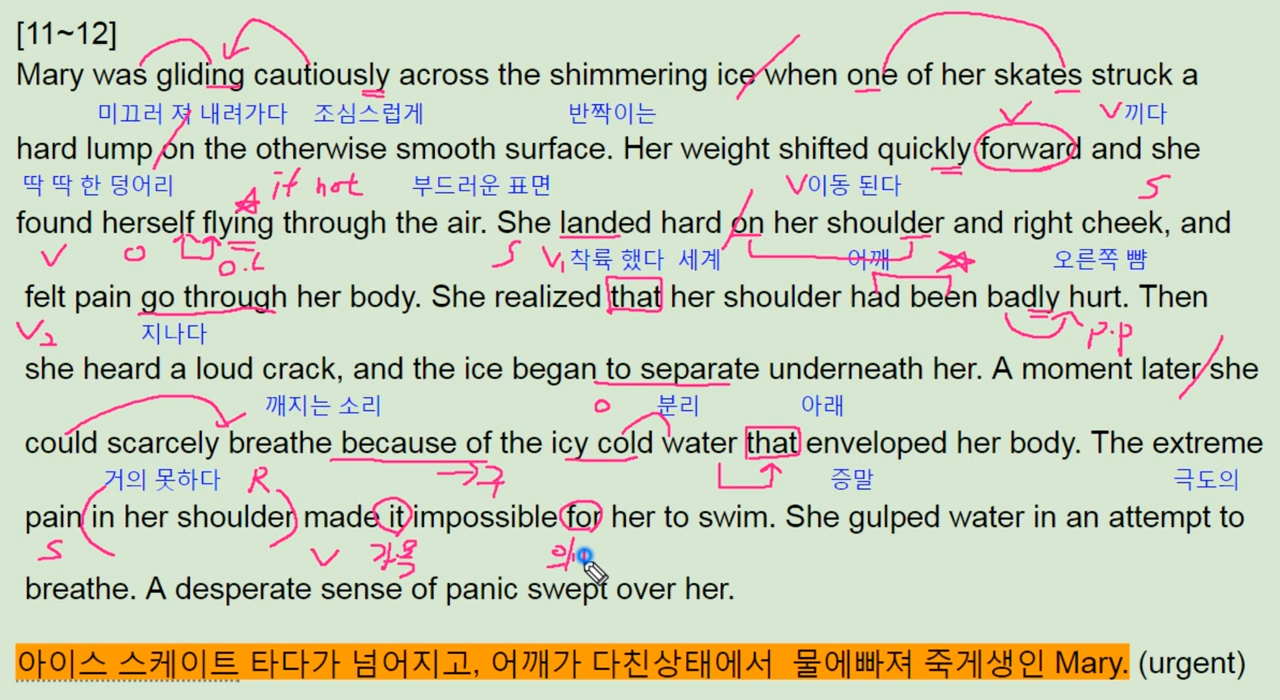 [11~12]
Mary was gliding cautiously across the shimmering ice when one of her skates struck a
미끄러 져 내려가다 조심스럽게 반짝이는 V 끼다
hard lump on the otherwise smooth surface. Her weight shifted quickly forward and she
딱 딱 한 덩어리 it not 부드러운 표면 V이동 된다 S
found herself flying through the air. She landed hard on her shoulder and right cheek, and
V O O.C S V1 착륙 했다 세계 어깨 오른쪽 뺨
felt pain go through her body. She realized that her shoulder had been badly hurt. Then
V2 지나다 p.p
she heard a loud crack, and the ice began to separate underneath her. A moment later she
깨지는 소리 o 분리 아래
could scarcely breathe because of the icy cold water that enveloped her body. The extreme
거의 못하다 R 구 증말 극도의
pain in her shoulder made it impossible for her to swim. She gulped water in an attempt to
S V 가목 의
breathe. A desperate sense of panic swept over her.
아이스 스케이트 타다가 넘어지고, 어깨가 다친상태에서 물에빠져 죽게생인 Mary. (urgent)